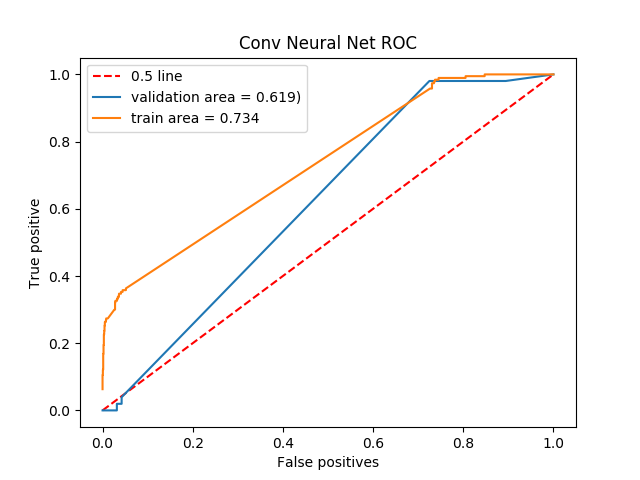 Conv Neural Net ROC
0.5 line
validation area = 0.619)
train area = 0.734
1.0
0.8
0.6
0.4
0.2
0.0
True positive
0.0 0.2 0.4 0.6 0.8 1.0
False positives